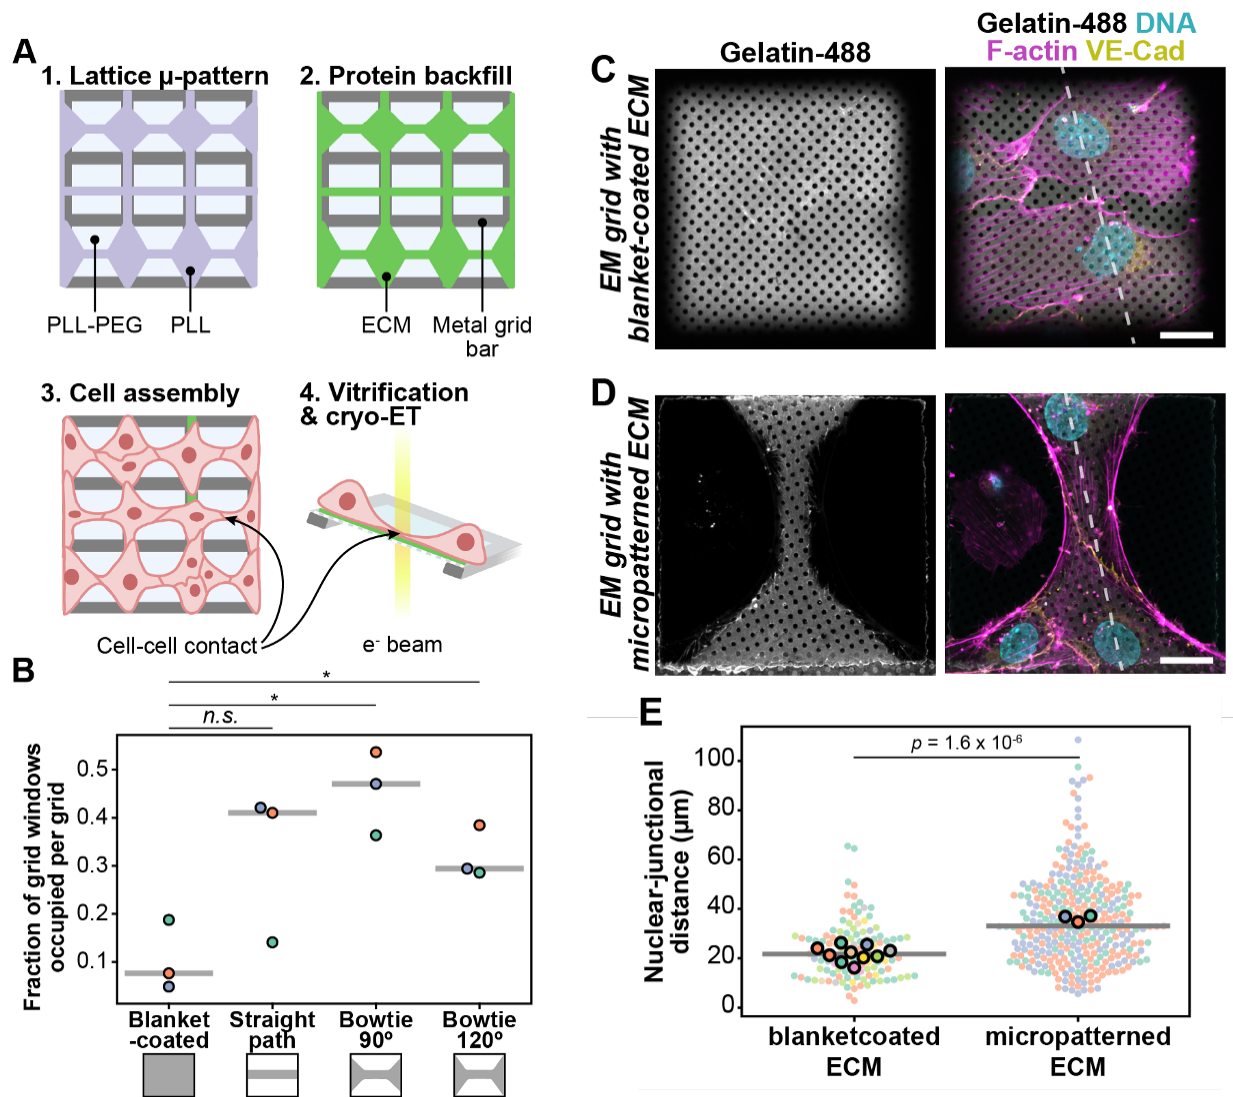 A
1. Lattice µ-pattern
2. Protein backfill
PLL-PEG
PLL
ECM
Metal grid
bar
3. Cell assembly
4. Vitrification
& cryo-ET
Cell-cell contact
e- beam
B
*
*
n.s.
Fraction of grid windows
occupied per grid
0.5
0.4
0.3
0.2
0.1
Blanket
-coated
Straight
path
Bowtie
90º
Bowtie
120º
C
Gelatin-488
Gelatin-488 DNA
F-actin VE-Cad
EM grid with
blanket-coated ECM
D
EM grid with
micropatterned ECM
E
p = 1.6 x 10-6
Nuclear-junctional
distance (µm)
100
80
60
40
20
0
blanketcoated
ECM
micropatterned
ECM